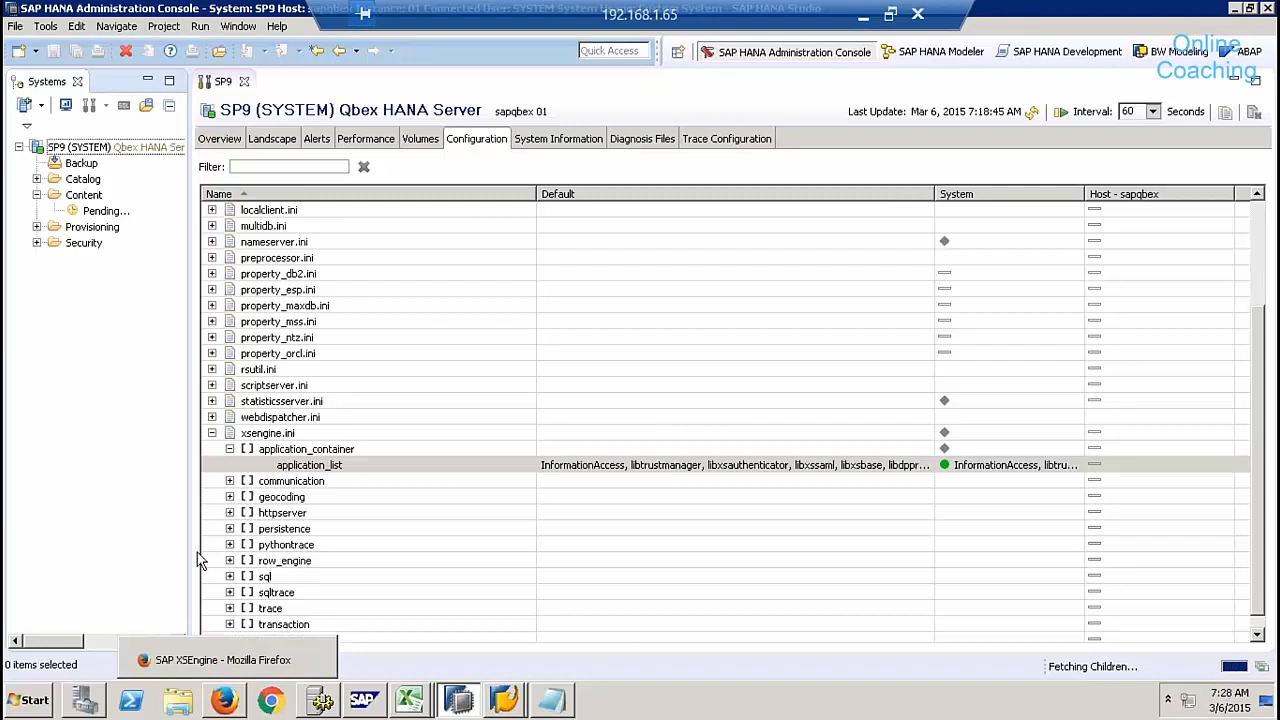 SAP HANA Administration Console - System: SP9 Host:
192.168.1.65
File Tools Edit Navigate Project Run Window Help
Quick Access
SAP HANA Administration Console
SAP HANA Modeler
SAP HANA Development
BW Modeling
ABAP
Online
Coaching
Systems
SP9
SP9 (SYSTEM) Qbex HANA Server sapqbex 01
Last Update: Mar 6, 2015 7:18:45 AM
Interval: 60 Seconds
Overview Landscape Alerts Performance Volumes Configuration System Information Diagnosis Files Trace Configuration
SP9 (SYSTEM) Qbex HANA Ser
Backup
Catalog
Content
Pending...
Provisioning
Security
Filter:
Name Default System Host - sapqbex
localclient.ini
multidb.ini
nameserver.ini
preprocessor.ini
property_db2.ini
property_esp.ini
property_maxdb.ini
property_mss.ini
property_ntz.ini
property_orcl.ini
rsutil.ini
scriptserver.ini
statisticsserver.ini
webdispatcher.ini
xsengine.ini
[ ] application_container
application_list InformationAccess, libtrustmanager, libxsauthenticator, libxssaml, libxsbase, libdppr... InformationAccess, libtru...
[ ] communication
[ ] geocoding
[ ] httpserver
[ ] persistence
[ ] pythontrace
[ ] row_engine
[ ] sql
[ ] sqltrace
[ ] trace
[ ] transaction
0 items selected
SAP XSEngine - Mozilla Firefox
Fetching Children...
Start
SAP
7:28 AM
3/6/2015